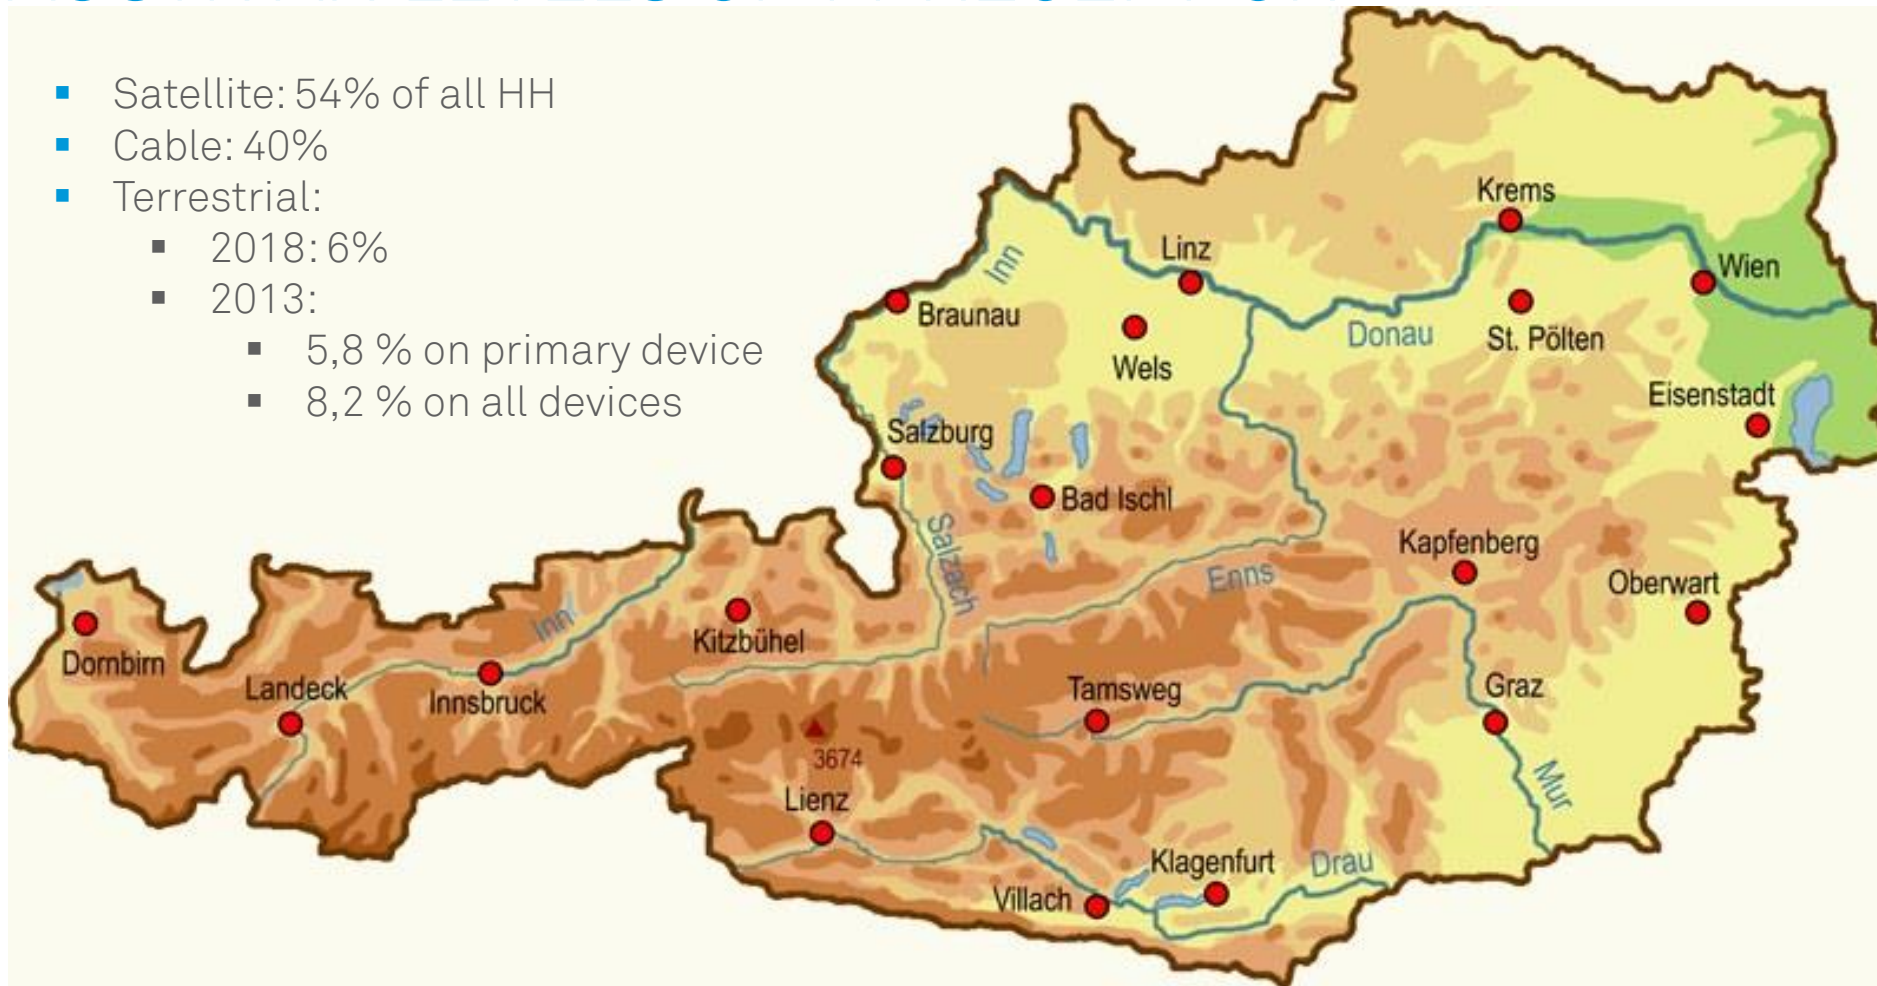 Satellite: 54% of all HH
Cable: 40%
Terrestrial:
2018: 6%
2013:
5,8 % on primary device
8,2 % on all devices
Krems
Linz
Wien
Inn
Braunau
Donau
St. Pölten
Wels
Eisenstadt
Salzburg
Bad Ischl
Salzach
Kapfenberg
Enns
Oberwart
Inn
Kitzbühel
Dornbirn
Landeck
Innsbruck
Tamsweg
Graz
3674
Mur
Lienz
Klagenfurt
Drau
Villach